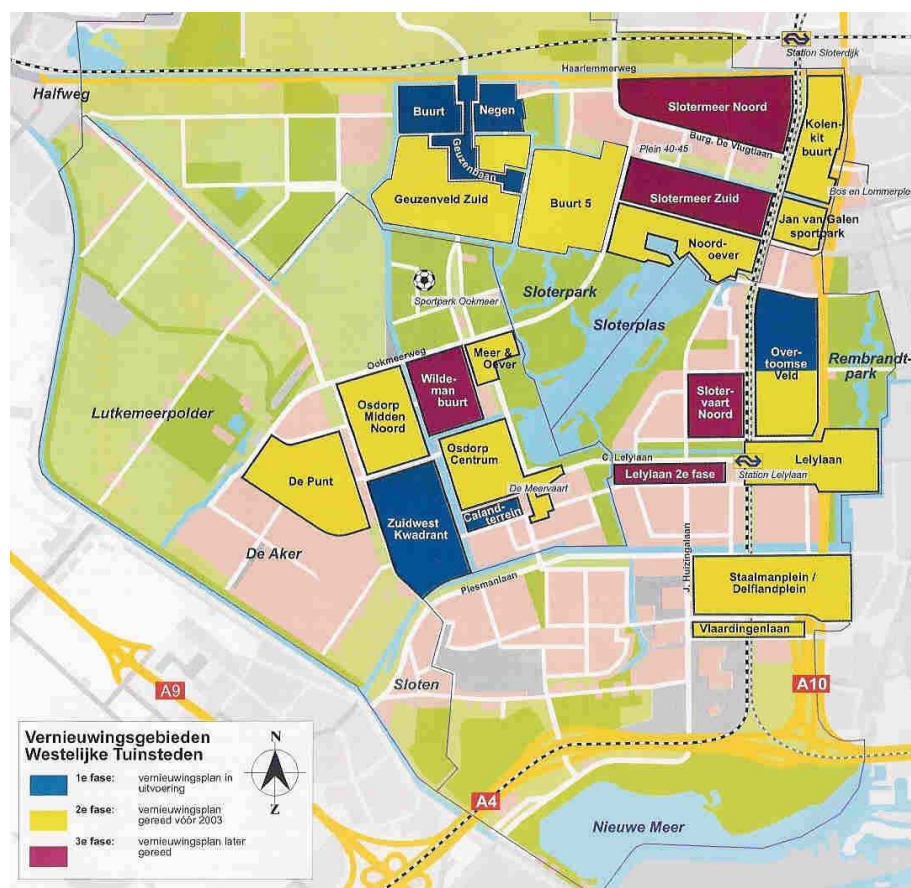 Station Sloterdijk
Haarlemmerweg
Halfweg
Buurt
Negen
Slotermeer Noord
Kolen-
kit
buurt
Burg. De Vlugtlaan
Plein 40-45
Geuzenbaan
Bos en Lommerple
Geuzenveld Zuid
Buurt 5
Slotermeer Zuid
Jan van Galen
sportpark
Noord-
oever
Sloterpark
Sportpark Ookmeer
Sloterplas
Ookmeerweg
Meer &
Oever
Over-
toomse
Veld
Rembrandt-
park
Wilde-
man
buurt
Lutkemeerpolder
Osdorp
Midden
Noord
Sloter-
vaart
Noord
Osdorp
Centrum
C. Lelylaan
Lelylaan
De Punt
Lelylaan 2e fase
Station Lelylaan
De Meervaart
Caland-
terrein
Zuidwest
Kwadrant
De Aker
Plesmanlaan
J. Huizingalaan
Staalmanplein /
Delflandplein
Vlaardingenlaan
Sloten
A9
A10
Vernieuwingsgebieden
Westelijke Tuinsteden
1e fase: vernieuwingsplan in
uitvoering
2e fase: vernieuwingsplan
gereed vóór 2003
3e fase: vernieuwingsplan later
gereed
N
Z
A4
Nieuwe Meer